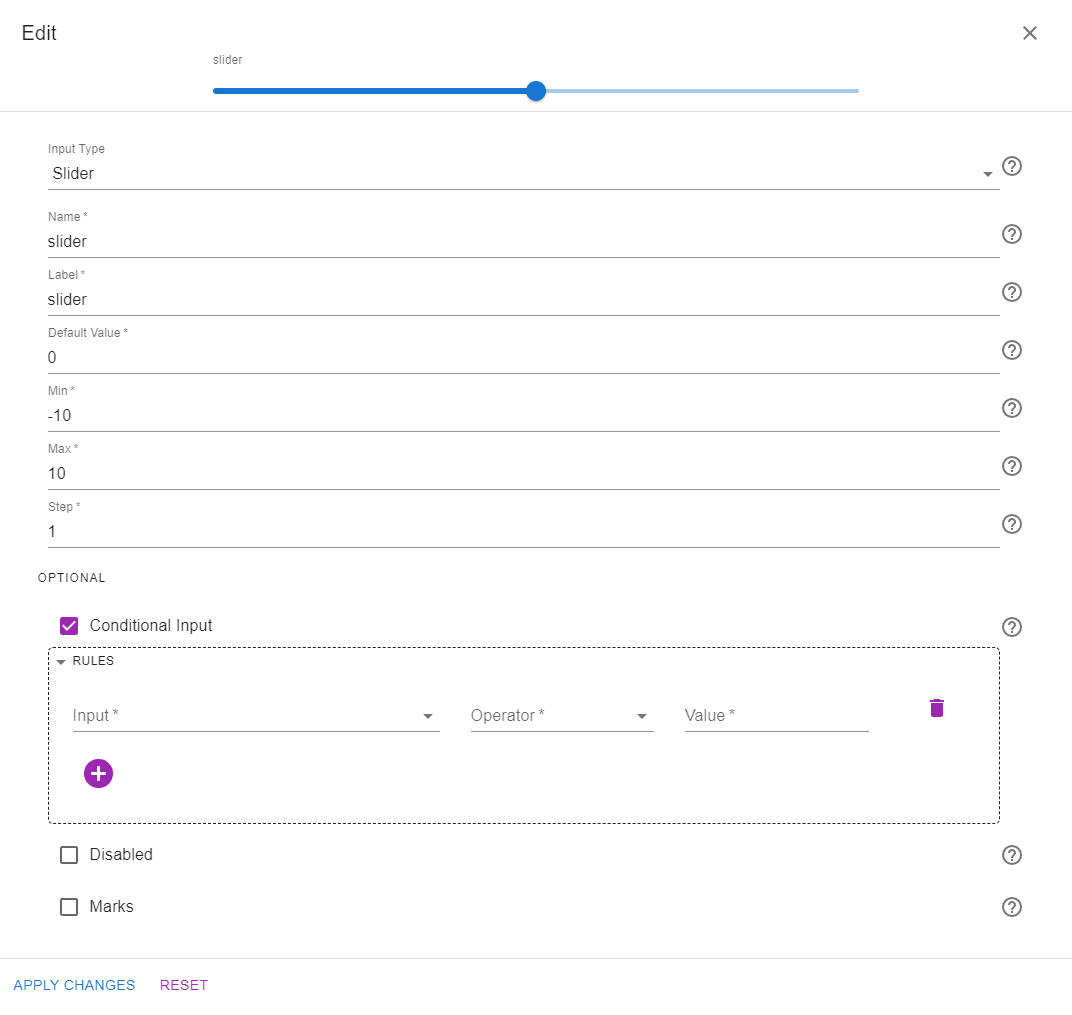 Edit
slider
Input Type
Slider
Name *
slider
Label *
slider
Default Value *
0
Min *
-10
Max *
10
Step *
1
OPTIONAL
Conditional Input
RULES
Input * Operator * Value *
Disabled
Marks
APPLY CHANGES RESET